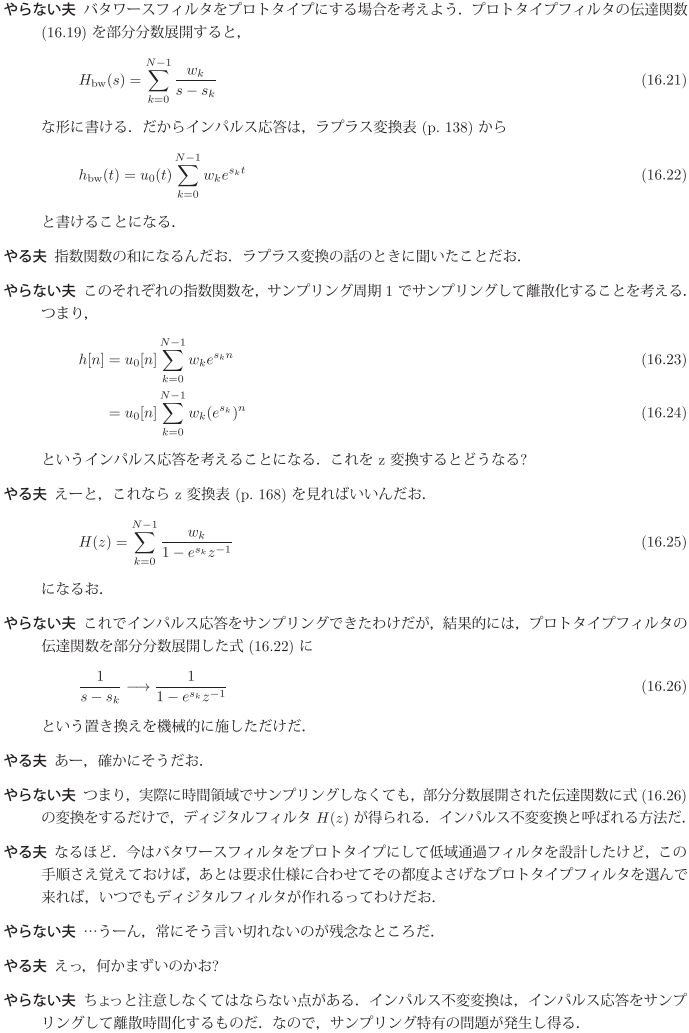 やらない夫 バタワースフィルタをプロトタイプにする場合を考えよう．プロトタイプフィルタの伝達関数
(16.19) を部分分数展開すると，
H_bw(s) = \sum_{k=0}^{N-1} \frac{w_k}{s - s_k} (16.21)
な形に書ける．だからインパルス応答は，ラプラス変換表 (p. 138) から
h_bw(t) = u_0(t) \sum_{k=0}^{N-1} w_k e^{s_k t} (16.22)
と書けることになる．
やる夫 指数関数の和になるんだお．ラプラス変換の話のときに聞いたことだお．
やらない夫 このそれぞれの指数関数を，サンプリング周期 1 でサンプリングして離散化することを考える．
つまり，
h[n] = u_0[n] \sum_{k=0}^{N-1} w_k e^{s_k n} (16.23)
= u_0[n] \sum_{k=0}^{N-1} w_k (e^{s_k})^n (16.24)
というインパルス応答を考えることになる．これを z 変換するとどうなる?
やる夫 えーと，これなら z 変換表 (p. 168) を見ればいいんだお．
H(z) = \sum_{k=0}^{N-1} \frac{w_k}{1 - e^{s_k} z^{-1}} (16.25)
になるお．
やらない夫 これでインパルス応答をサンプリングできたわけだが，結果的には，プロトタイプフィルタの
伝達関数を部分分数展開した式 (16.22) に
\frac{1}{s - s_k} \longrightarrow \frac{1}{1 - e^{s_k} z^{-1}} (16.26)
という置き換えを機械的に施しただけだ．
やる夫 あー，確かにそうだお．
やらない夫 つまり，実際に時間領域でサンプリングしなくても，部分分数展開された伝達関数に式 (16.26)
の変換をするだけで，ディジタルフィルタ H(z) が得られる．インパルス不変変換と呼ばれる方法だ．
やる夫 なるほど．今はバタワースフィルタをプロトタイプにして低域通過フィルタを設計したけど，この
手順さえ覚えておけば，あとは要求仕様に合わせてその都度よさげなプロトタイプフィルタを選んで
来れば，いつでもディジタルフィルタが作れるってわけだお．
やらない夫 …うーん，常にそう言い切れないのが残念なところだ．
やる夫 えっ，何かまずいのかお?
やらない夫 ちょっと注意しなくてはならない点がある．インパルス不変変換は，インパルス応答をサンプ
リングして離散時間化するものだ．なので，サンプリング特有の問題が発生し得る．